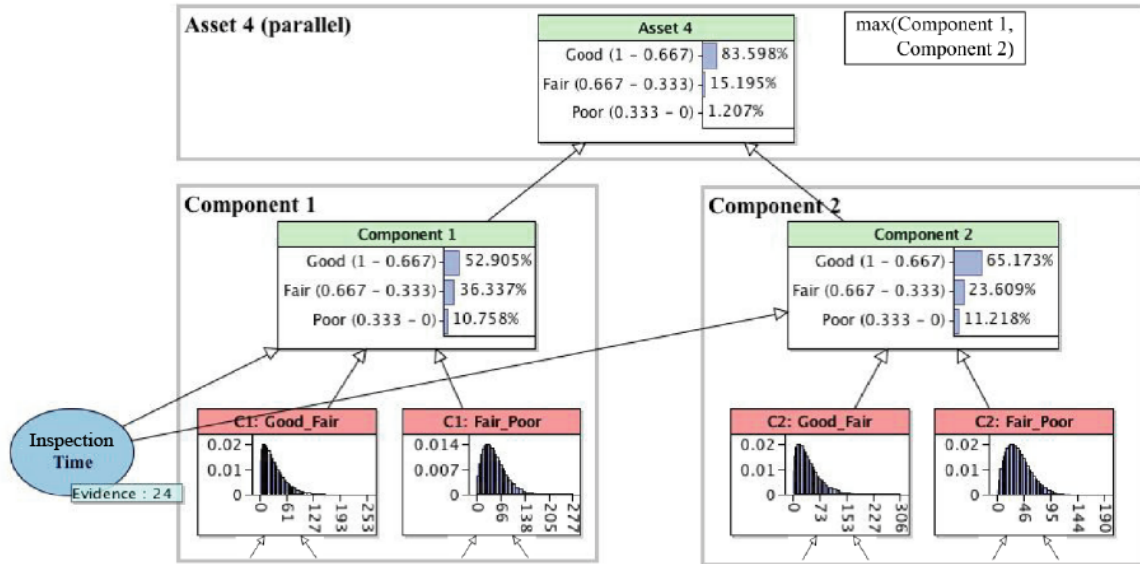 Asset 4 (parallel)
Asset 4
Good (1 - 0.667) 83.598%
Fair (0.667 - 0.333) 15.195%
Poor (0.333 - 0) 1.207%
max(Component 1,
Component 2)
Component 1
Component 1
Good (1 - 0.667) 52.905%
Fair (0.667 - 0.333) 36.337%
Poor (0.333 - 0) 10.758%
Component 2
Component 2
Good (1 - 0.667) 65.173%
Fair (0.667 - 0.333) 23.609%
Poor (0.333 - 0) 11.218%
Inspection
Time
Evidence : 24
C1: Good_Fair
0.02
0.01
0
0 61 127 193 253
C1: Fair_Poor
0.014
0.007
0
0 66 138 205 277
C2: Good_Fair
0.02
0.01
0
0 73 153 227 306
C2: Fair_Poor
0.02
0.01
0
0 46 95 144 190